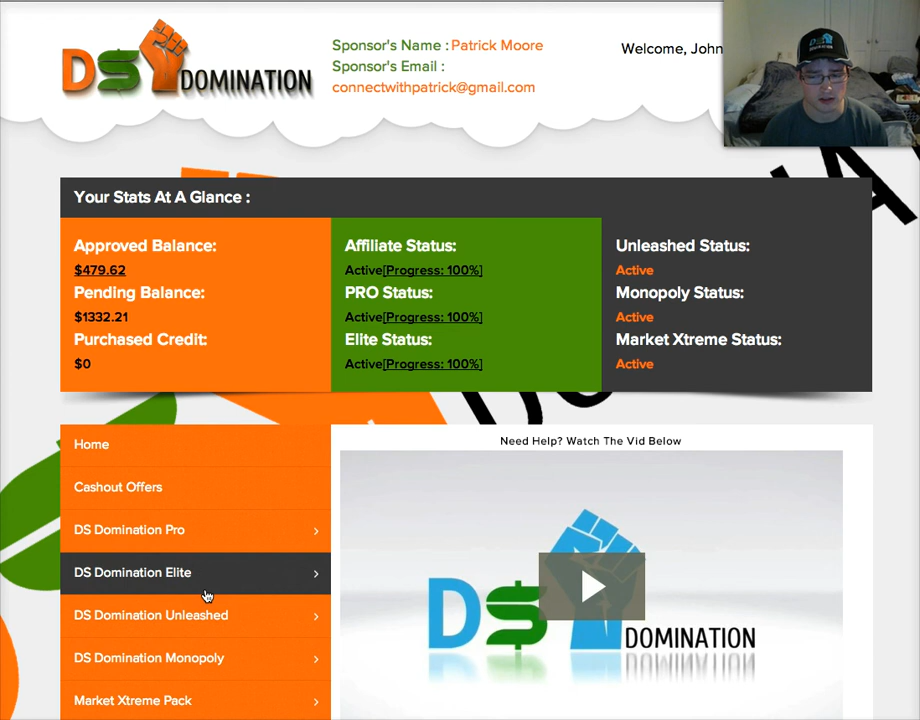 DS DOMINATION
Sponsor's Name : Patrick Moore
Sponsor's Email :
connectwithpatrick@gmail.com
Welcome, John
Your Stats At A Glance :
Approved Balance:
$479.62
Pending Balance:
$1332.21
Purchased Credit:
$0
Affiliate Status:
Active[Progress: 100%]
PRO Status:
Active[Progress: 100%]
Elite Status:
Active[Progress: 100%]
Unleashed Status:
Active
Monopoly Status:
Active
Market Xtreme Status:
Active
Home
Cashout Offers
DS Domination Pro
DS Domination Elite
DS Domination Unleashed
DS Domination Monopoly
Market Xtreme Pack
Need Help? Watch The Vid Below
DS DOMINATION